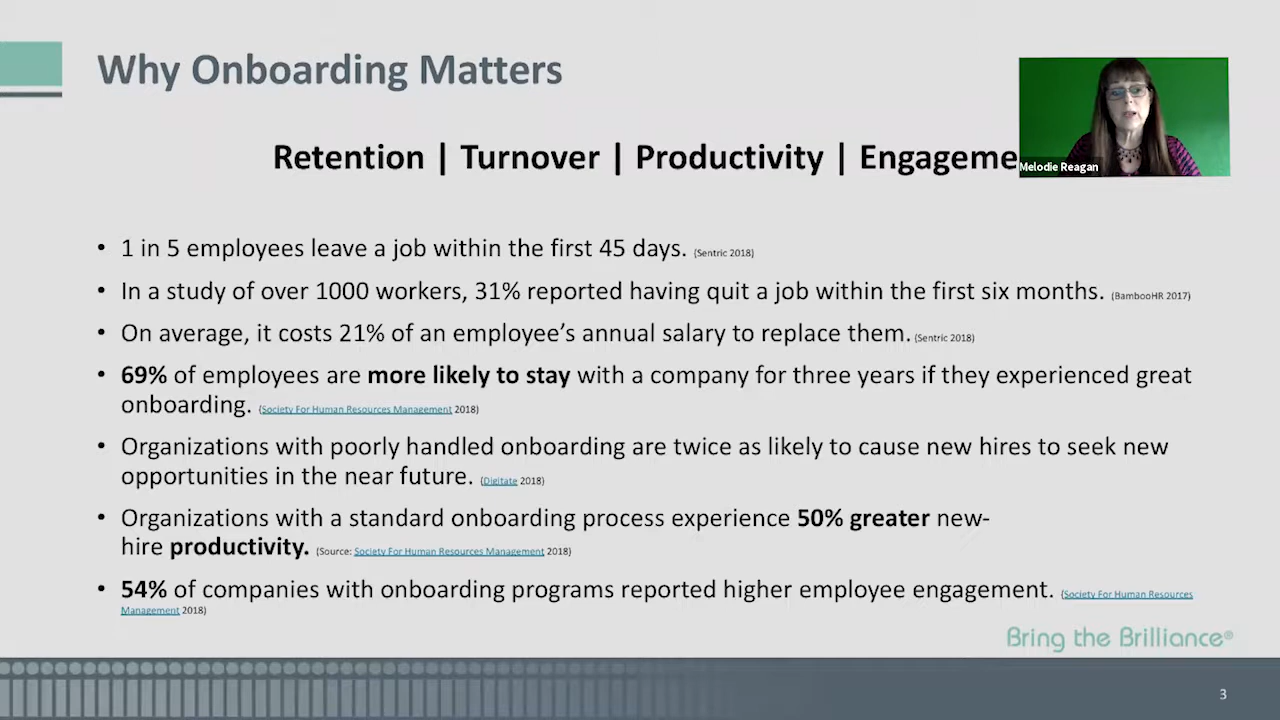 Why Onboarding Matters
Retention | Turnover | Productivity | Engageme
Melodie Reagan
• 1 in 5 employees leave a job within the first 45 days. (Sentric 2018)
• In a study of over 1000 workers, 31% reported having quit a job within the first six months. (BambooHR 2017)
• On average, it costs 21% of an employee’s annual salary to replace them. (Sentric 2018)
• 69% of employees are more likely to stay with a company for three years if they experienced great
onboarding. (Society For Human Resources Management 2018)
• Organizations with poorly handled onboarding are twice as likely to cause new hires to seek new
opportunities in the near future. (Digitate 2018)
• Organizations with a standard onboarding process experience 50% greater new-
hire productivity. (Source: Society For Human Resources Management 2018)
• 54% of companies with onboarding programs reported higher employee engagement. (Society For Human Resources
Management 2018)
Bring the Brilliance®
3